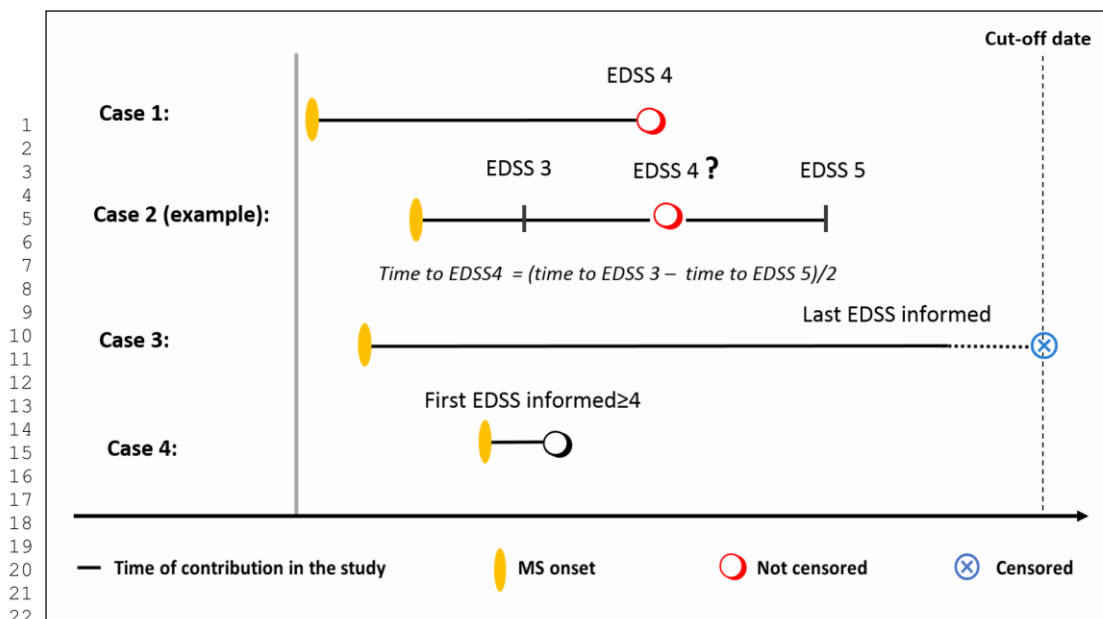 Cut-off date
EDSS 4
Case 1:
EDSS 3
EDSS 4 ?
EDSS 5
Case 2 (example):
Time to EDSS4 = (time to EDSS 3 – time to EDSS 5)/2
Last EDSS informed
Case 3:
First EDSS informed≥4
Case 4:
Time of contribution in the study
MS onset
Not censored
Censored
1
2
3
4
5
6
7
8
9
10
11
12
13
14
15
16
17
18
19
20
21
22